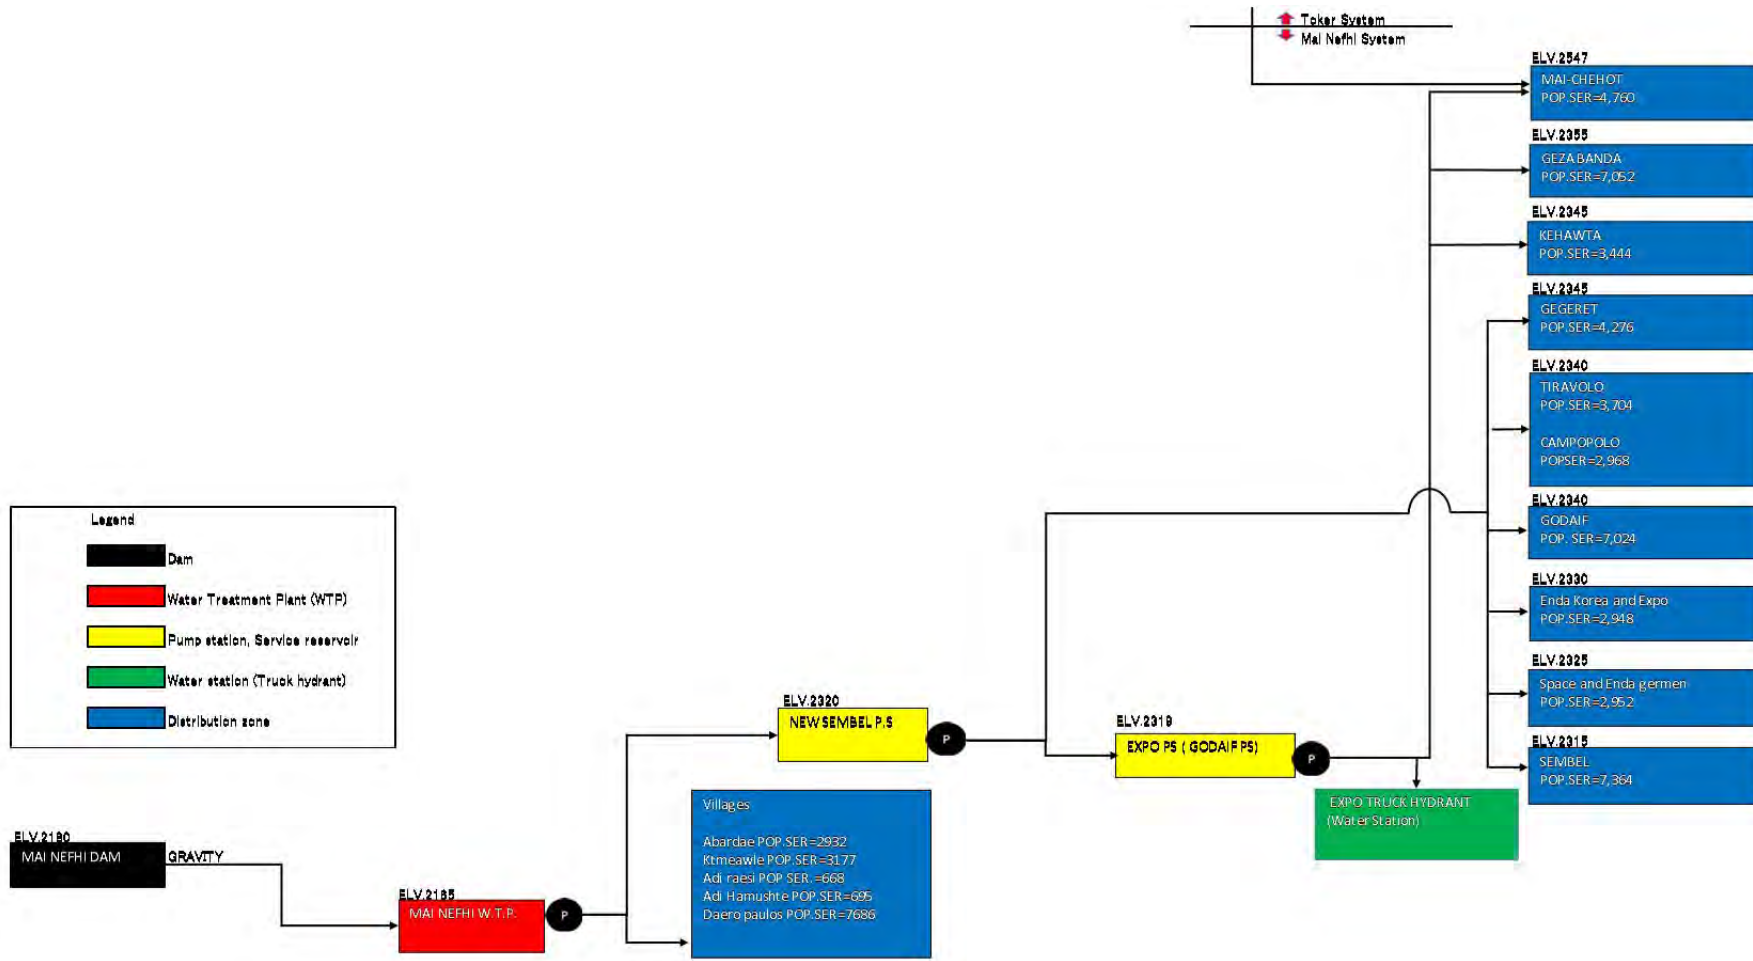 Toker System
Mai Nefhi System
ELV.2547
MAI-CHEHOT
POP.SER=4,760
ELV.2355
GEZA BANDA
POP.SER=7,052
ELV.2345
KEHAWTA
POP.SER=3,444
ELV.2345
GEGERET
POP.SER=4,276
ELV.2340
TIRAVOLO
POP.SER=3,704
CAMPOPOLO
POPSER=2,968
ELV.2340
GODAIF
POP. SER=7,024
ELV.2330
Enda Korea and Expo
POP.SER=2,948
ELV.2325
Space and Enda germen
POP.SER=2,952
ELV.2315
SEMBEL
POP.SER=7,364
Legend
Dam
Water Treatment Plant (WTP)
Pump station, Service reservoir
Water station (Truck hydrant)
Distribution zone
ELV.2320
NEW SEMBEL P.S
P
ELV.2319
EXPO PS ( GODAIF PS)
P
EXPO TRUCK HYDRANT
(Water Station)
Villages
Abardae POP.SER=2932
Ktmeawle POP.SER=3177
Adi raesi POP SER. =668
Adi Hamushte POP.SER=695
Daero paulos POP.SER=7686
ELV.2190
MAI NEFHI DAM
GRAVITY
ELV.2185
MAI NEFHI W.T.P.
P